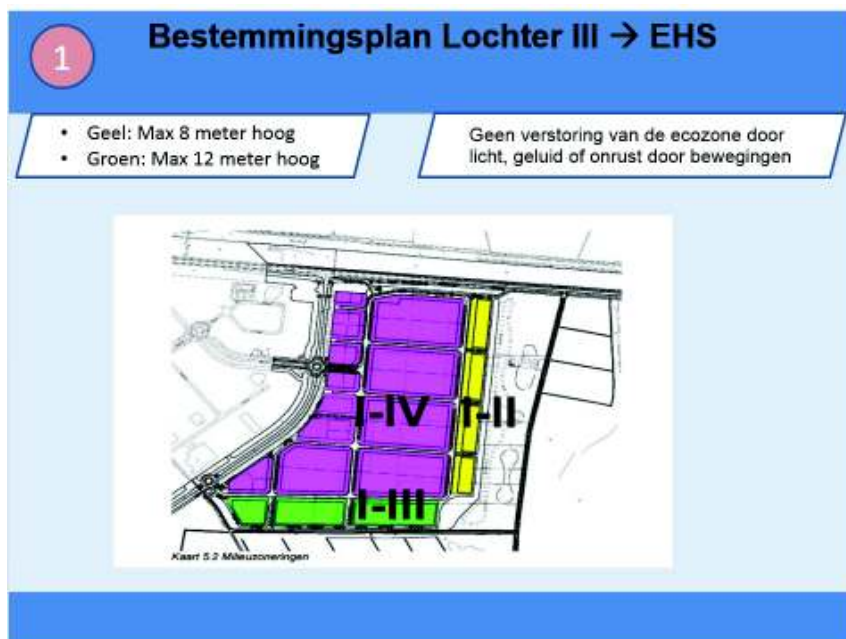 1
Bestemmingsplan Lochter III → EHS
• Geel: Max 8 meter hoog
• Groen: Max 12 meter hoog
Geen verstoring van de ecozone door
licht, geluid of onrust door bewegingen
I-IV
I-II
I-III
Kaart 5.2 Milieuzoneringen